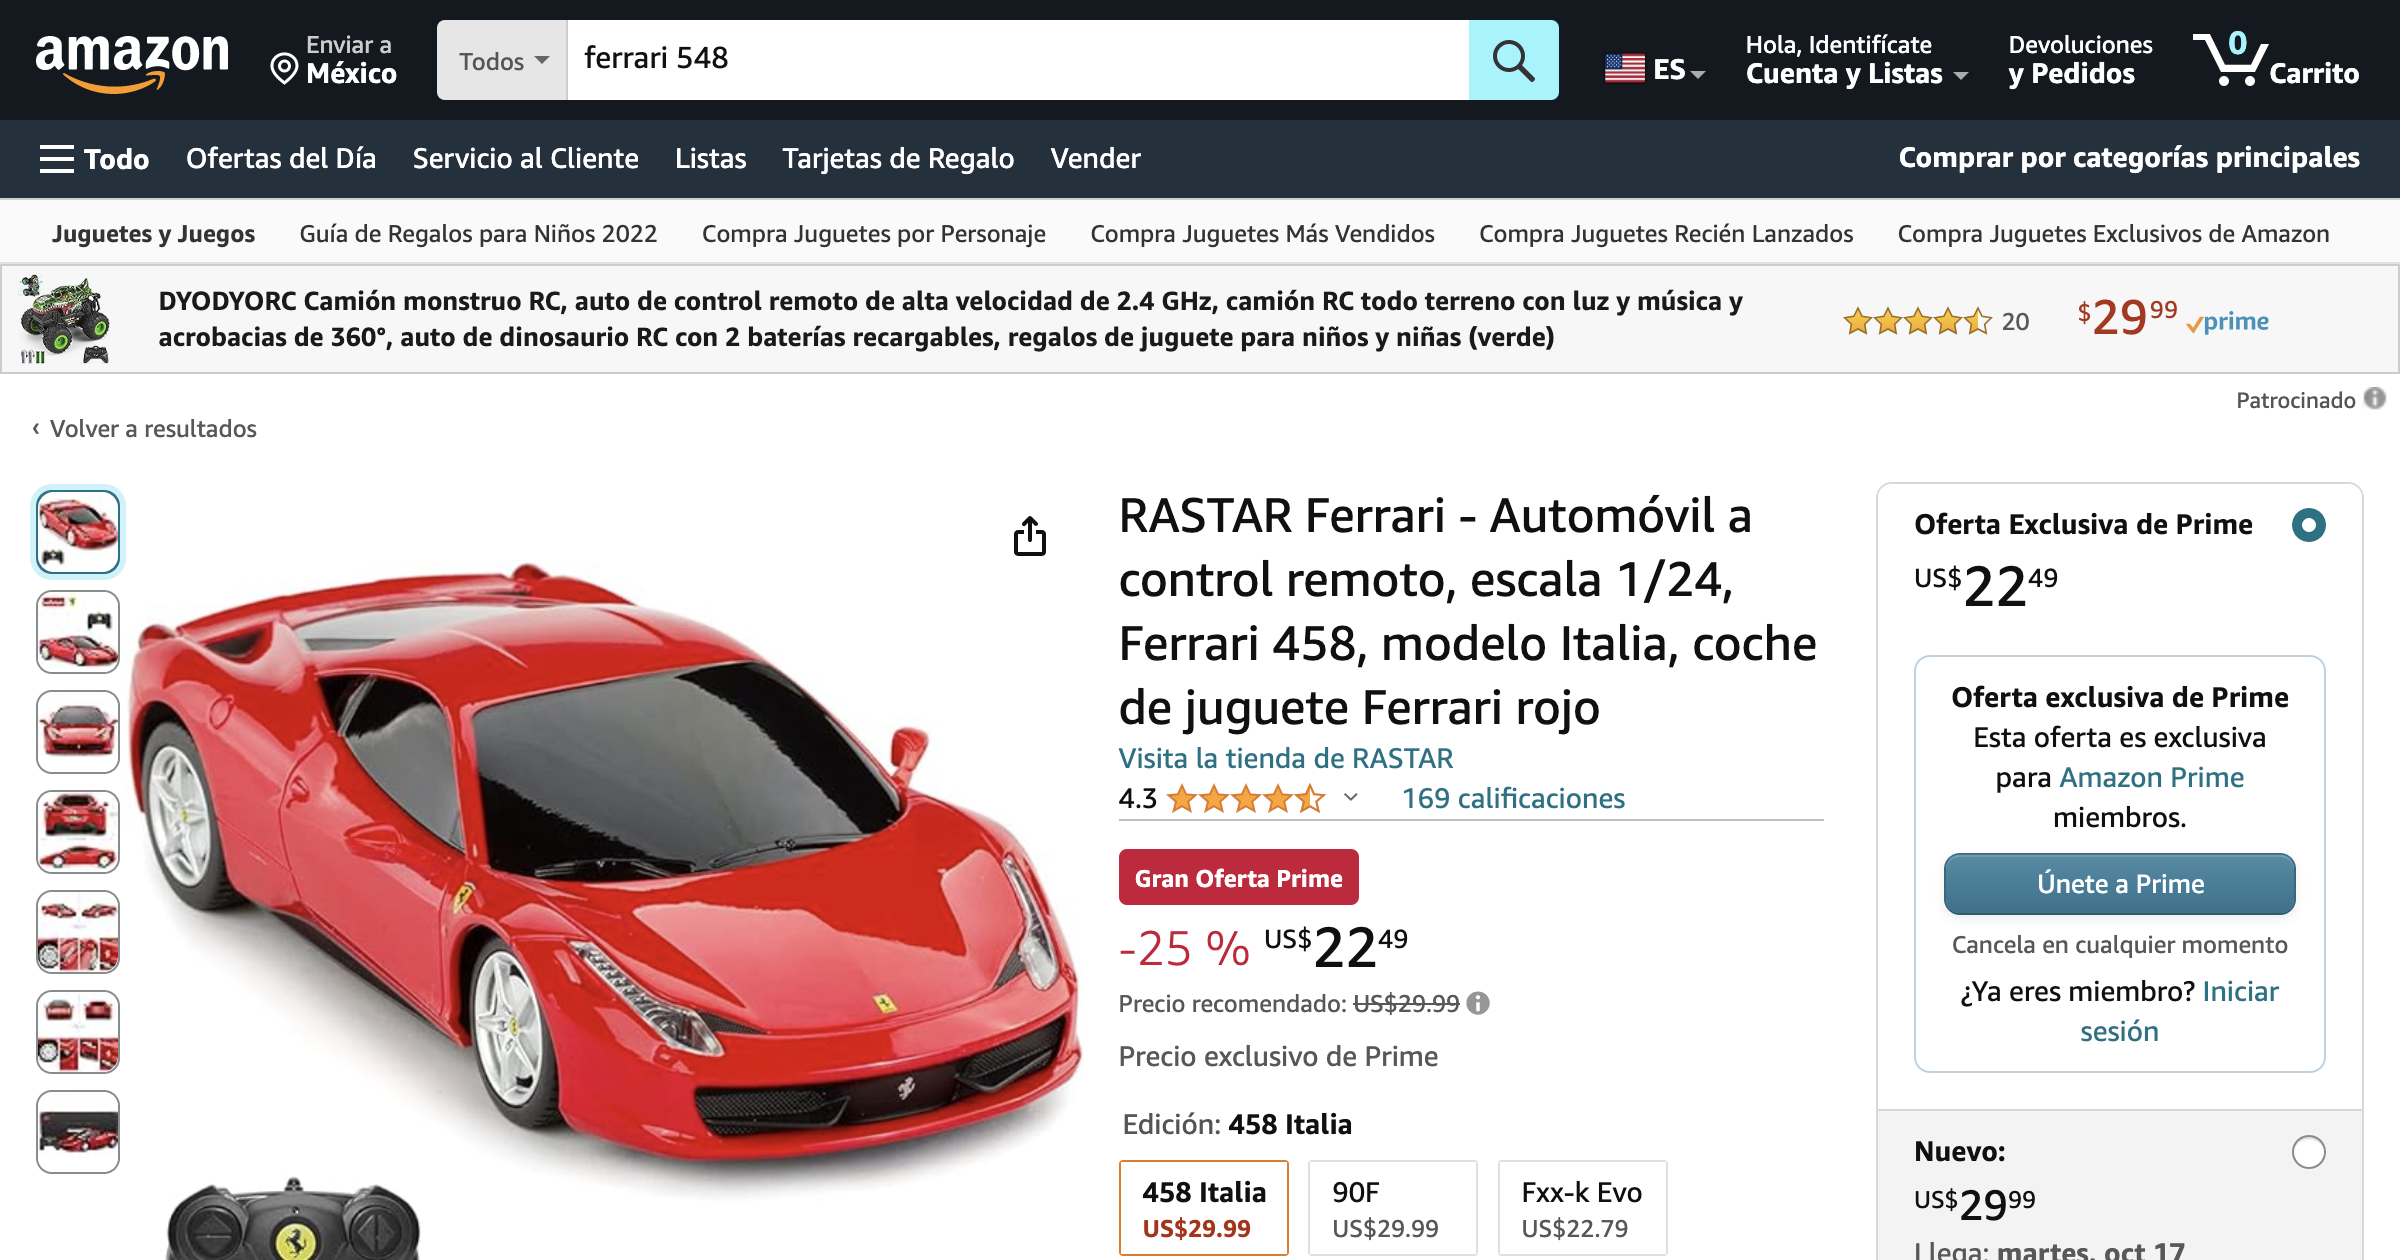 amazon
Enviar a
México
Todos
ferrari 548
ES
Hola, Identifícate
Cuenta y Listas
Devoluciones
y Pedidos
0
Carrito
Todo
Ofertas del Día
Servicio al Cliente
Listas
Tarjetas de Regalo
Vender
Comprar por categorías principales
Juguetes y Juegos
Guía de Regalos para Niños 2022
Compra Juguetes por Personaje
Compra Juguetes Más Vendidos
Compra Juguetes Recién Lanzados
Compra Juguetes Exclusivos de Amazon
DYODYORC Camión monstruo RC, auto de control remoto de alta velocidad de 2.4 GHz, camión RC todo terreno con luz y música y
acrobacias de 360°, auto de dinosaurio RC con 2 baterías recargables, regalos de juguete para niños y niñas (verde)
20
$2999
prime
Patrocinado
‹ Volver a resultados
RASTAR Ferrari - Automóvil a
control remoto, escala 1/24,
Ferrari 458, modelo Italia, coche
de juguete Ferrari rojo
Visita la tienda de RASTAR
4.3
169 calificaciones
Gran Oferta Prime
-25 % US$2249
Precio recomendado: US$29.99
Precio exclusivo de Prime
Edición: 458 Italia
458 Italia
US$29.99
90F
US$29.99
Fxx-k Evo
US$22.79
Oferta Exclusiva de Prime
US$2249
Oferta exclusiva de Prime
Esta oferta es exclusiva
para Amazon Prime
miembros.
Únete a Prime
Cancela en cualquier momento
¿Ya eres miembro? Iniciar
sesión
Nuevo:
US$2999
Llega: martes, oct 17